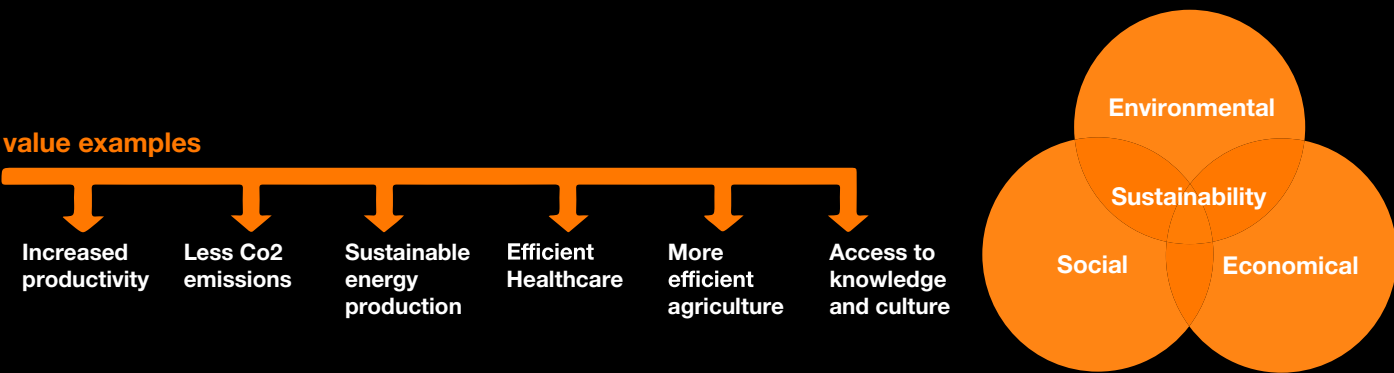 value examples
Increased
productivity
Less Co2
emissions
Sustainable
energy
production
Efficient
Healthcare
More
efficient
agriculture
Access to
knowledge
and culture
Environmental
Sustainability
Social
Economical